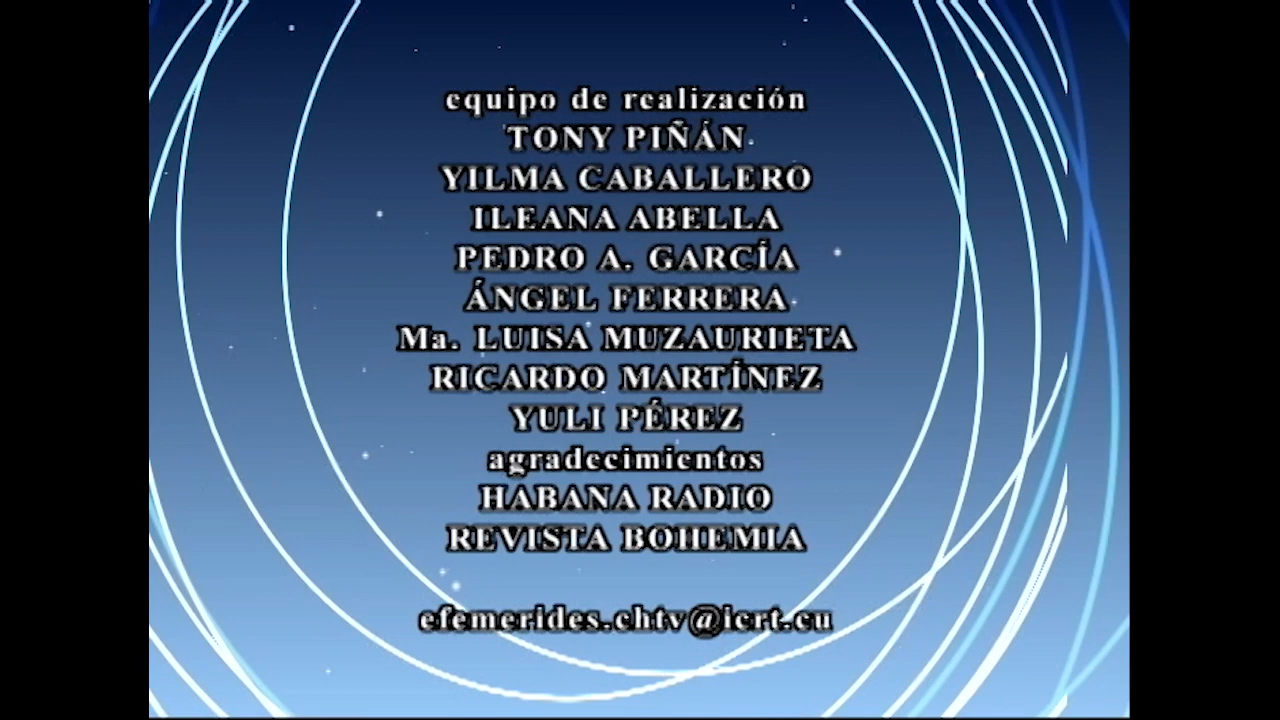 equipo de realización
TONY PIÑÁN
YILMA CABALLERO
ILEANA ABELLA
PEDRO A. GARCÍA
ÁNGEL FERRERA
Ma. LUISA MUZAURIETA
RICARDO MARTÍNEZ
YULI PÉREZ
agradecimientos
HABANA RADIO
REVISTA BOHEMIA
efemerides.chtv@icrt.cu